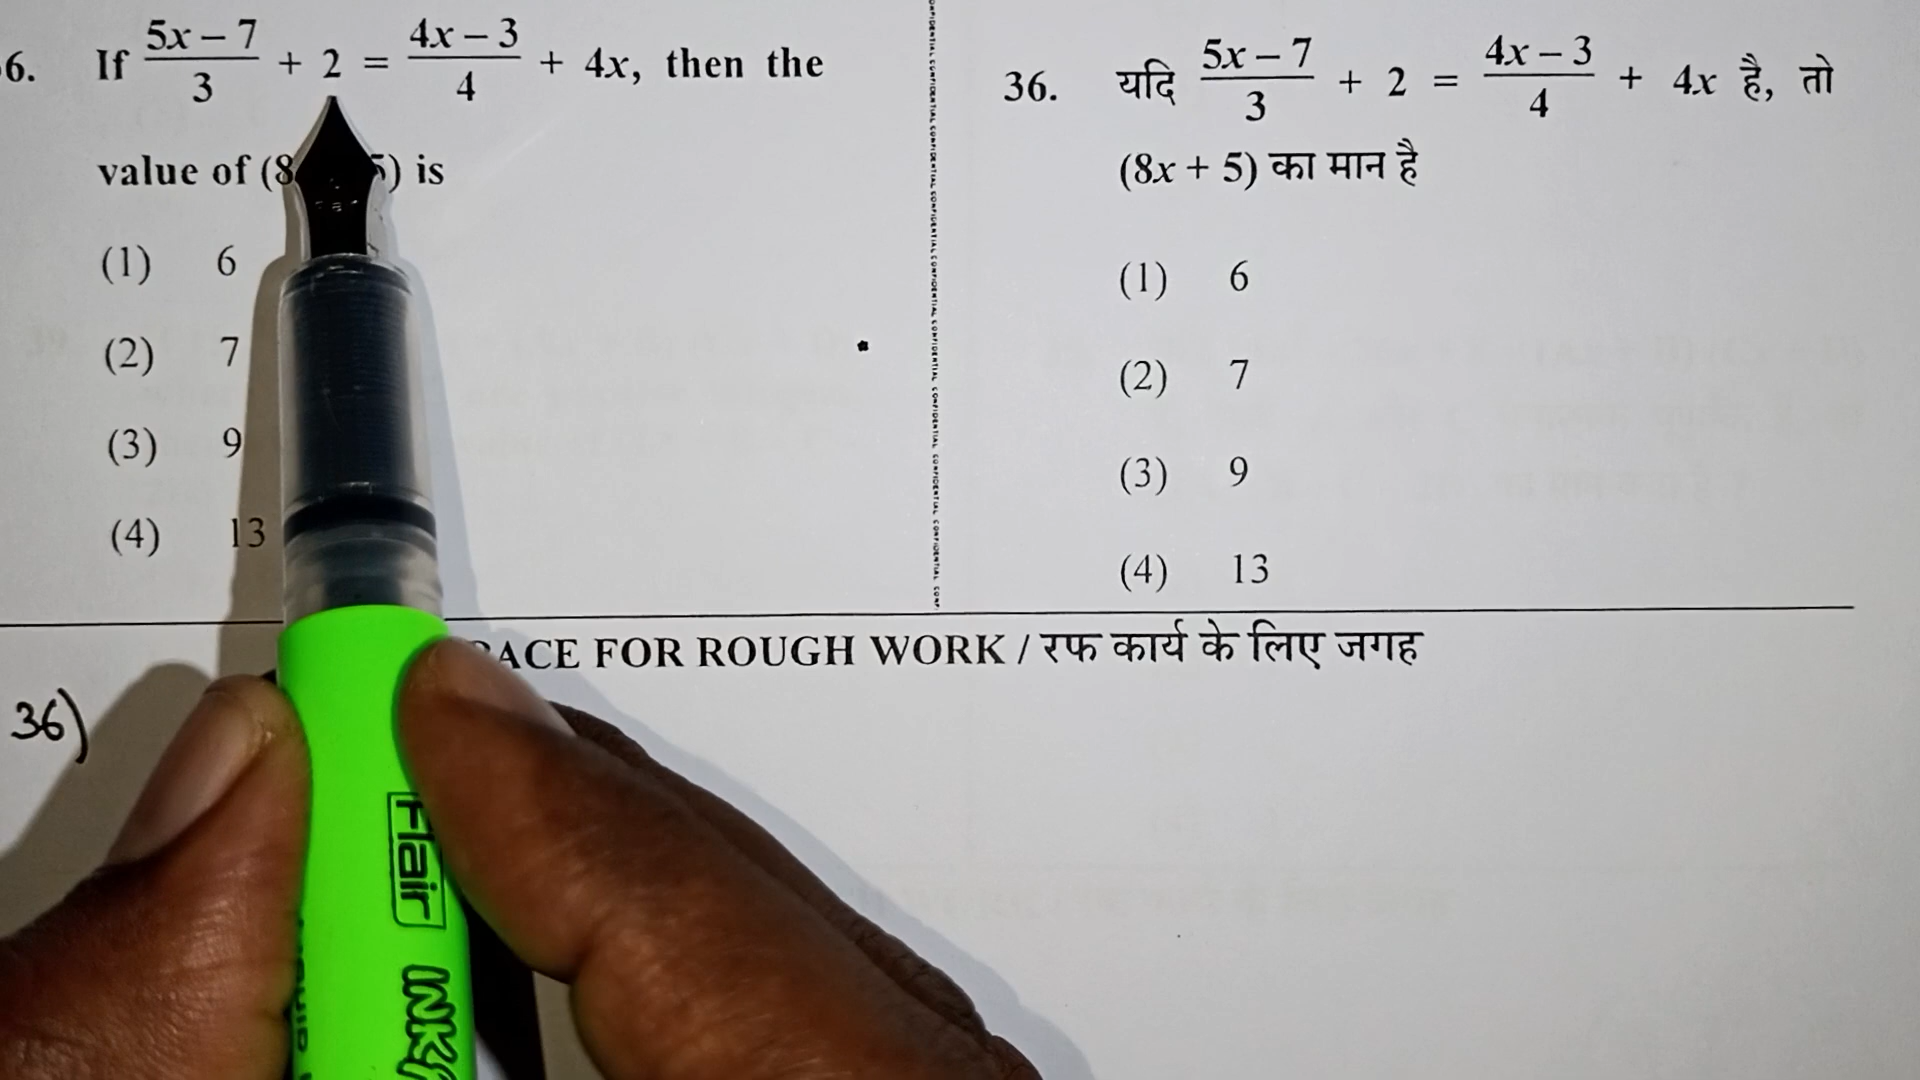 6. If (5x – 7)/3 + 2 = (4x – 3)/4 + 4x, then the
value of (8 5) is
(1) 6
(2) 7
(3) 9
(4) 13
36. यदि (5x – 7)/3 + 2 = (4x – 3)/4 + 4x है, तो
(8x + 5) का मान है
(1) 6
(2) 7
(3) 9
(4) 13
ACE FOR ROUGH WORK / रफ कार्य के लिए जगह
36)
Flair